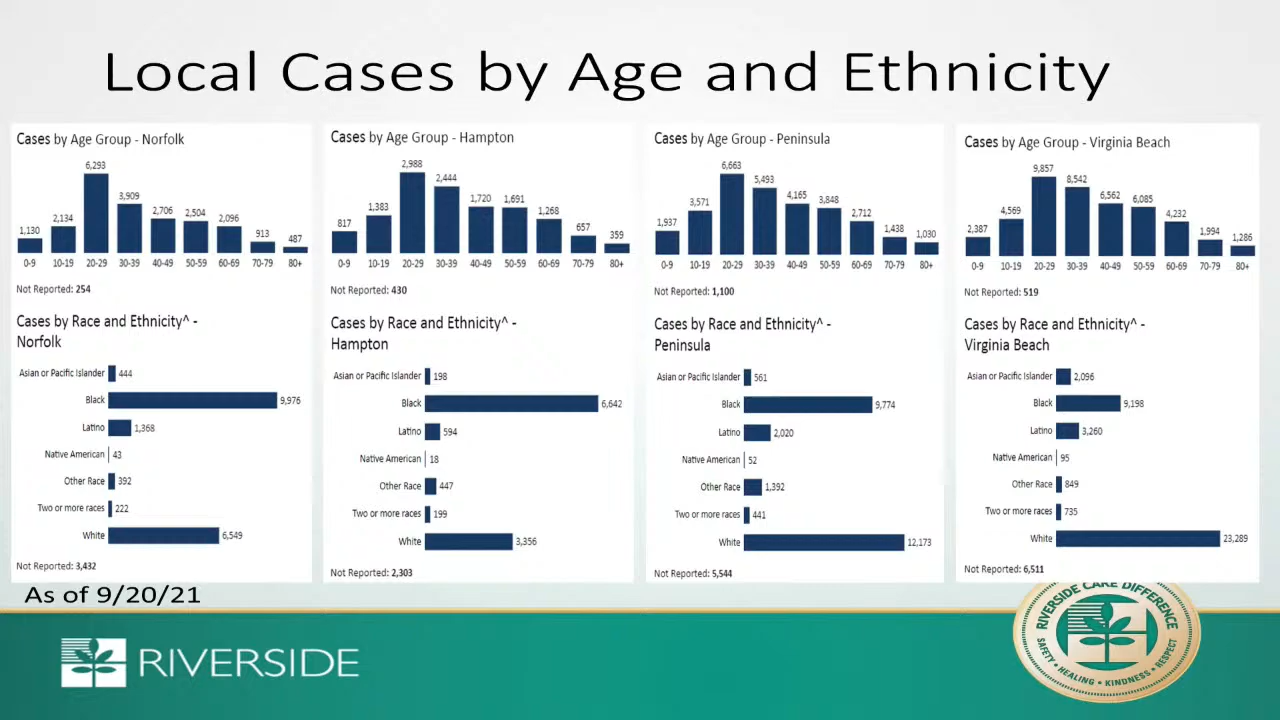 Local Cases by Age and Ethnicity
Cases by Age Group - Norfolk
6,293
3,909
2,706
2,504
2,134
2,096
1,130
913
487
0-9 10-19 20-29 30-39 40-49 50-59 60-69 70-79 80+
Not Reported: 254
Cases by Race and Ethnicity^ -
Norfolk
Asian or Pacific Islander 444
Black 9,976
Latino 1,368
Native American 43
Other Race 392
Two or more races 222
White 6,549
Not Reported: 3,432
Cases by Age Group - Hampton
2,988
2,444
1,720
1,691
1,383
1,268
817
657
359
0-9 10-19 20-29 30-39 40-49 50-59 60-69 70-79 80+
Not Reported: 430
Cases by Race and Ethnicity^ -
Hampton
Asian or Pacific Islander 198
Black 6,642
Latino 594
Native American 18
Other Race 447
Two or more races 199
White 3,356
Not Reported: 2,303
Cases by Age Group - Peninsula
6,663
5,493
4,165
3,848
3,571
2,712
1,937
1,438
1,030
0-9 10-19 20-29 30-39 40-49 50-59 60-69 70-79 80+
Not Reported: 1,100
Cases by Race and Ethnicity^ -
Peninsula
Asian or Pacific Islander 561
Black 9,774
Latino 2,020
Native American 52
Other Race 1,392
Two or more races 441
White 12,173
Not Reported: 5,544
Cases by Age Group - Virginia Beach
9,857
8,542
6,562
6,085
4,569
4,232
2,387
1,994
1,286
0-9 10-19 20-29 30-39 40-49 50-59 60-69 70-79 80+
Not Reported: 519
Cases by Race and Ethnicity^ -
Virginia Beach
Asian or Pacific Islander 2,096
Black 9,198
Latino 3,260
Native American 95
Other Race 849
Two or more races 735
White 23,289
Not Reported: 6,511
As of 9/20/21
RIVERSIDE
RIVERSIDE CARE DIFFERENCE
SAFETY • HEALING • KINDNESS • RESPECT